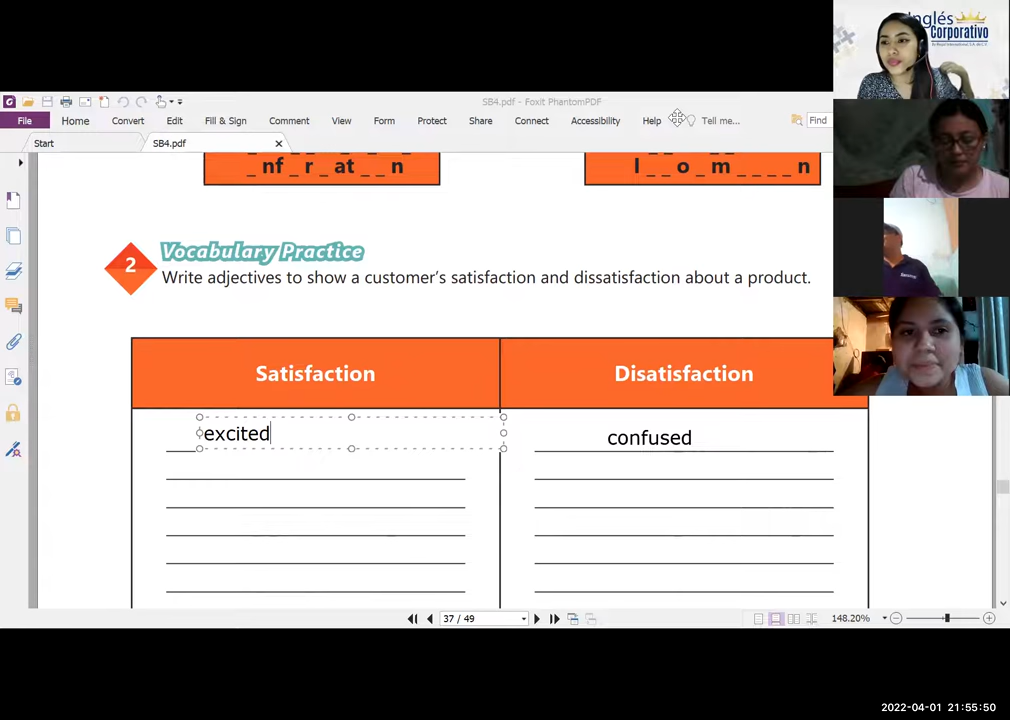 Inglés
Corporativo
SB4.pdf - Foxit PhantomPDF
File Home Convert Edit Fill & Sign Comment View Form Protect Share Connect Accessibility Help Tell me... Find
Start SB4.pdf
_ nf _ r _ at _ _ n
l _ _ o _ m _ _ _ _ n
2 Vocabulary Practice
Write adjectives to show a customer's satisfaction and dissatisfaction about a product.
Satisfaction Disatisfaction
excited confused
37 / 49 148.20%
2022-04-01 21:55:50